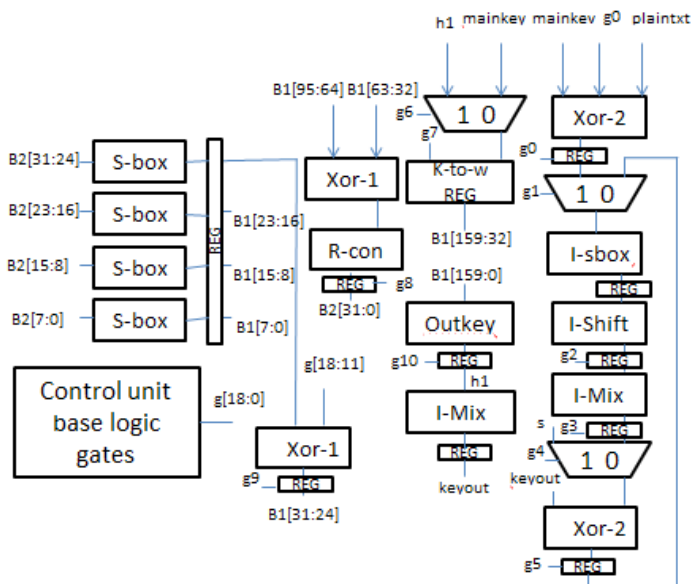 h1 mainkey mainkev g0 plaintxt
B1[95:64] B1[63:32]
g6
1 0
Xor-2
g7
g0
REG
S-box
B2[31:24]
Xor-1
K-to-w
REG
g1
1 0
S-box
B2[23:16]
REG
B1[23:16]
B1[159:32]
R-con
I-sbox
S-box
B2[15:8]
B1[15:8]
REG
g8
B1[159:0]
REG
B2[31:0]
S-box
B2[7:0]
B1[7:0]
Outkey
I-Shift
g[18:11]
g10
REG
g2
REG
h1
Control unit
base logic
gates
g[18:0]
I-Mix
I-Mix
s
g3
REG
Xor-1
g4
1 0
g9
REG
REG
keyout
keyout
B1[31:24]
Xor-2
g5
REG